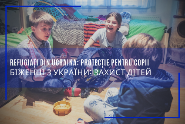 REFUGIAȚI DIN UCRAINA: PROTECȚIE PENTRU COPII
БІЖЕНЦІ З УКРАЇНИ: ЗАХИСТ ДІТЕЙ